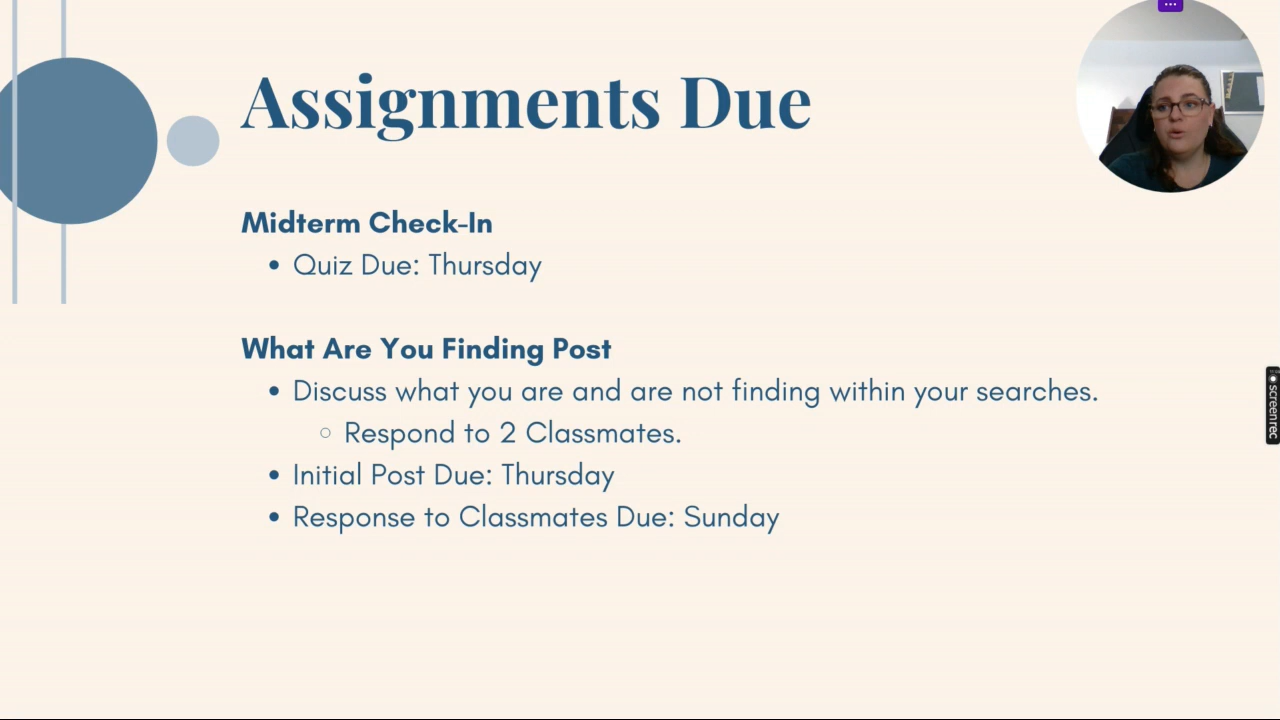 Assignments Due
Midterm Check-In
Quiz Due: Thursday
What Are You Finding Post
Discuss what you are and are not finding within your searches.
Respond to 2 Classmates.
Initial Post Due: Thursday
Response to Classmates Due: Sunday
screenrec